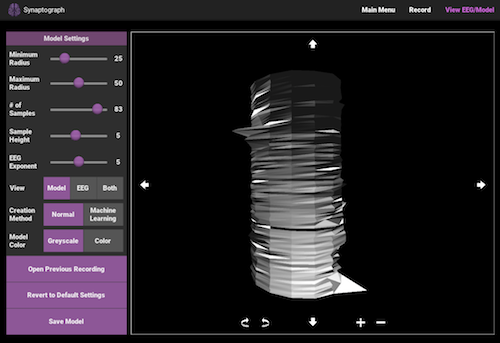 Synaptograph
Main Menu
Record
View EEG/Model
Model Settings
Minimum
Radius
25
Maximum
Radius
50
# of
Samples
83
Sample
Height
5
EEG
Exponent
5
View
Model
EEG
Both
Creation
Method
Normal
Machine
Learning
Model
Color
Greyscale
Color
Open Previous Recording
Revert to Default Settings
Save Model